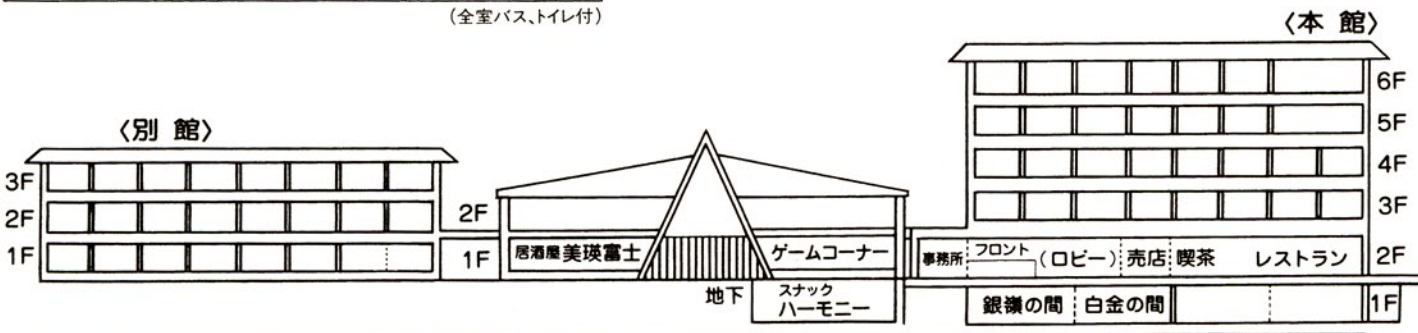 (全室バス、トイレ付)
〈本 館〉
6F
5F
4F
3F
2F
1F
〈別 館〉
3F
2F
1F
2F
1F
居酒屋 美瑛富士
ゲームコーナー
地下
スナック
ハーモニー
事務所
フロント
(ロビー)
売店
喫茶
レストラン
銀嶺の間
白金の間